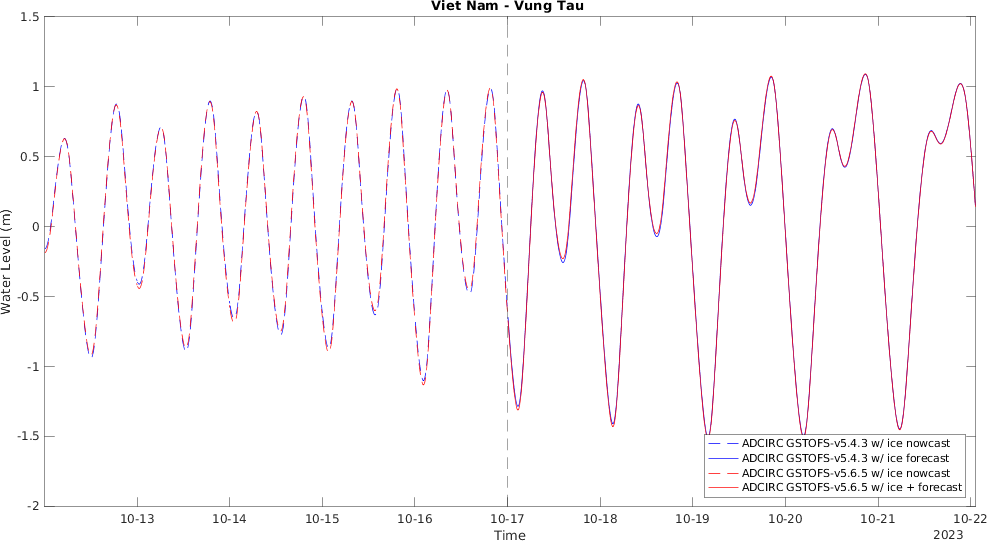 Viet Nam - Vung Tau
Water Level (m)
1.5
1
0.5
0
-0.5
-1
-1.5
-2
ADCIRC GSTOFS-v5.4.3 w/ ice nowcast
ADCIRC GSTOFS-v5.4.3 w/ ice forecast
ADCIRC GSTOFS-v5.6.5 w/ ice nowcast
ADCIRC GSTOFS-v5.6.5 w/ ice + forecast
10-13 10-14 10-15 10-16 10-17 10-18 10-19 10-20 10-21 10-22
Time
2023